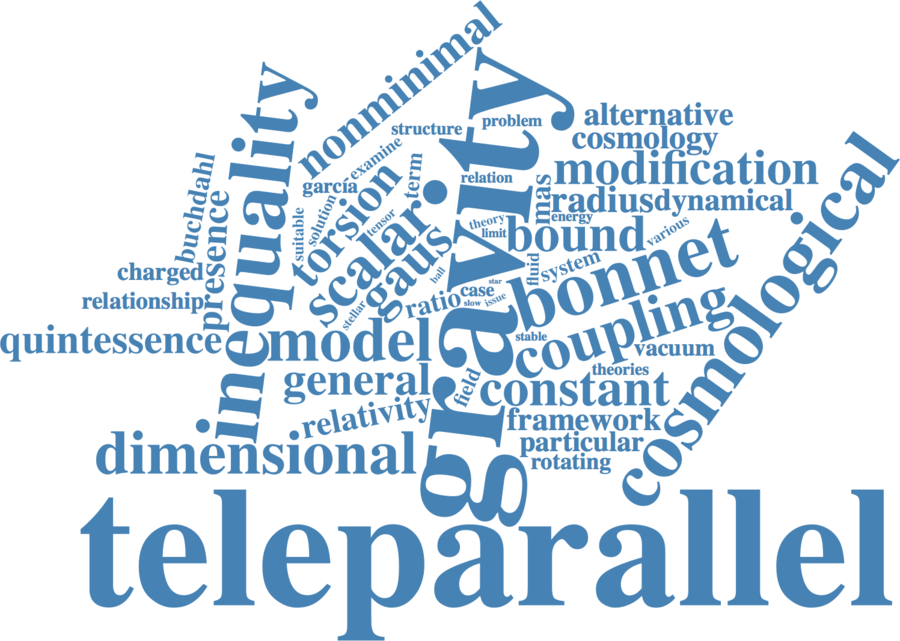 nonminimal
gravity
inequality
structure
problem
alternative
cosmology
examine
modification
garcía
term
relation
mas
radius
dynamical
cosmological
buchdahl
presence
suitable
solution
torsion
tensor
scalar
theory
limit
energy
bound
various
gaus
bonnet
charged
relationship
quintessence
ball
fluid
system
star
case
slow
issue
ratio
stellar
model
stable
coupling
vacuum
theories
general
field
constant
relativity
framework
particular
rotating
dimensional
teleparallel